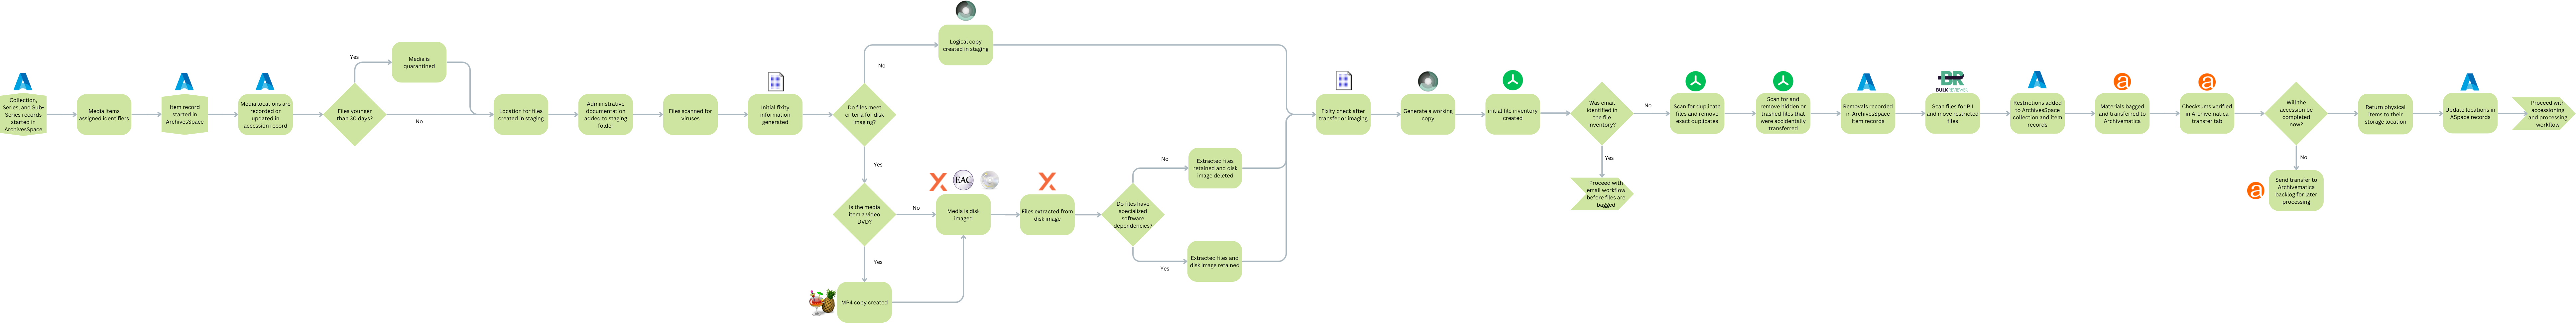 Collection,
Series, and Sub-
Series records
started in
ArchivesSpace
Media items
assigned identifiers
Item record
started in
ArchivesSpace
Media locations are
recorded or
updated in
accession record
Files younger
than 30 days?
Yes
Media is
quarantined
No
Location for files
created in staging
Administrative
documentation
added to staging
folder
Files scanned for
viruses
Initial fixity
information
generated
Do files meet
criteria for disk
imaging?
No
Logical copy
created in staging
Yes
Is the media
item a video
DVD?
No
Yes
MP4 copy created
EAC
Media is disk
imaged
Files extracted from
disk image
Do files have
specialized
software
dependencies?
No
Extracted files
retained and disk
image deleted
Yes
Extracted files and
disk image retained
Fixity check after
transfer or imaging
Generate a working
copy
initial file inventory
created
Was email
identified in
the file
inventory?
Yes
Proceed with
email workflow
before files are
bagged
No
Scan for duplicate
files and remove
exact duplicates
Scan for and
remove hidden or
trashed files that
were accidentally
transferred
Removals recorded
in ArchivesSpace
Item records
BR
BULK REVIEWER
Scan files for PII
and move restricted
files
Restrictions added
to ArchivesSpace
collection and item
records
a
Materials bagged
and transferred to
Archivematica
a
Checksums verified
in Archivematica
transfer tab
Will the
accession be
completed
now?
No
a
Send transfer to
Archivematica
backlog for later
processing
Return physical
items to their
storage location
Update locations in
ASpace records
Proceed with
accessioning
and processing
workflow